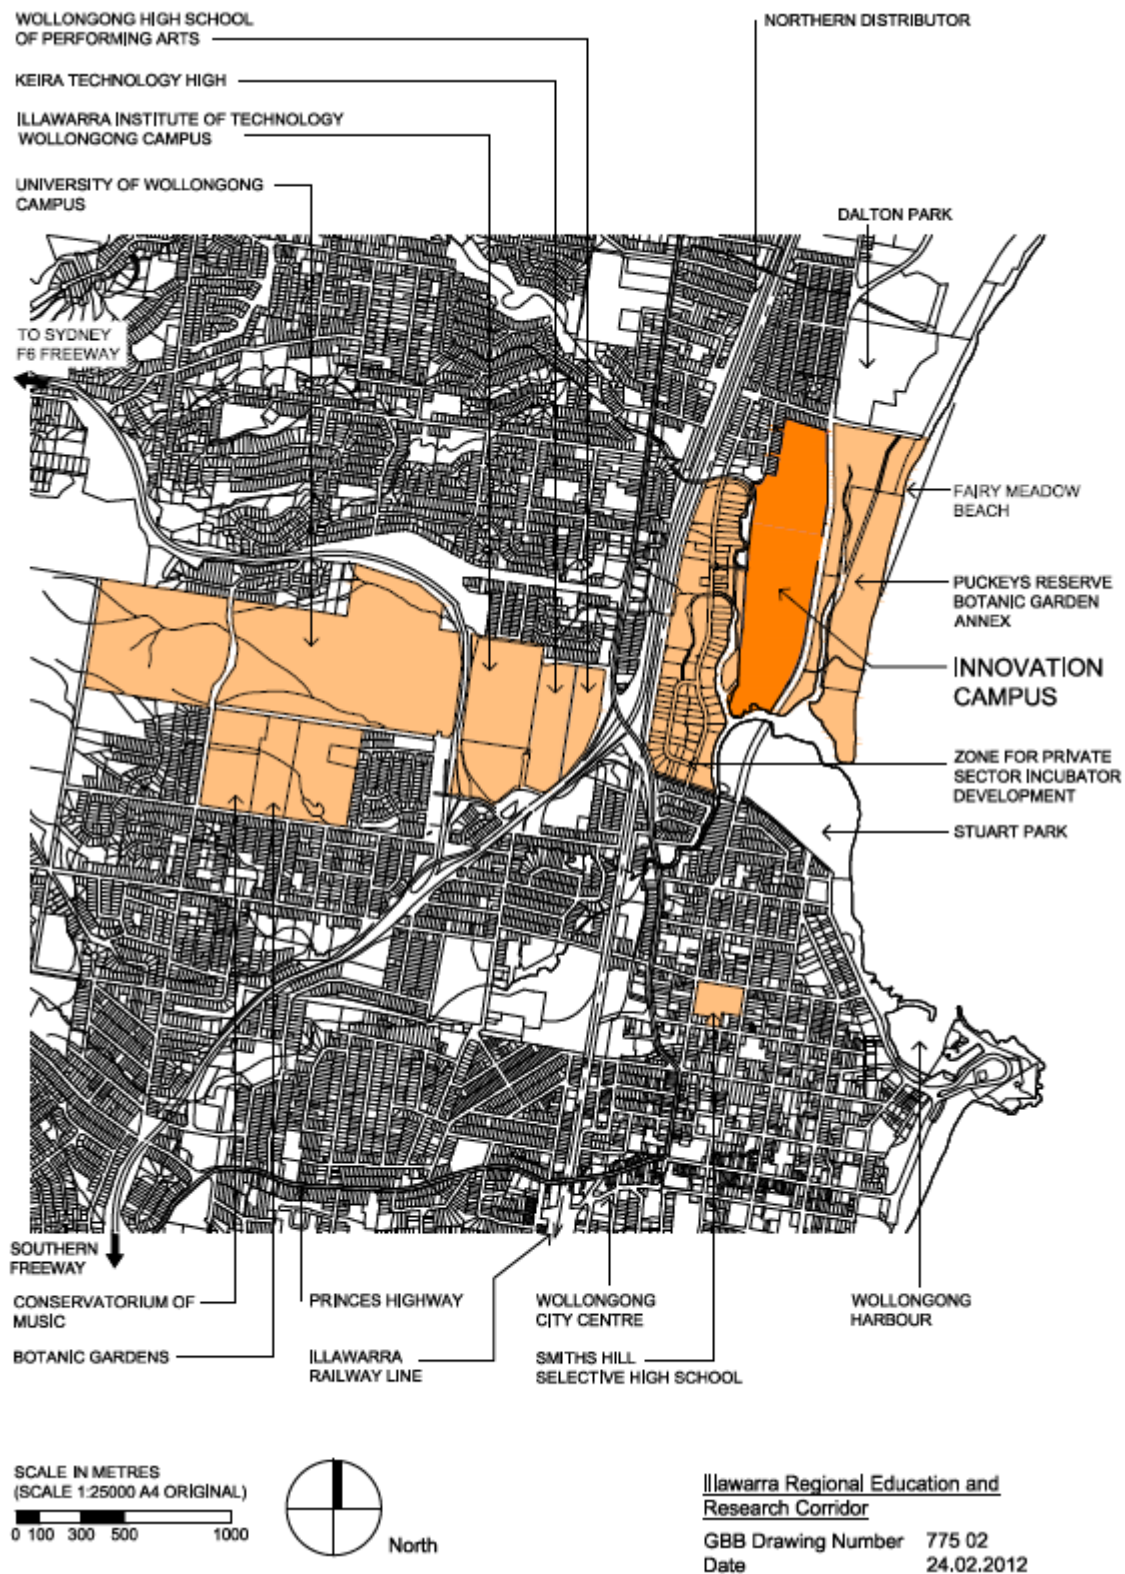 WOLLONGONG HIGH SCHOOL
OF PERFORMING ARTS
NORTHERN DISTRIBUTOR
KEIRA TECHNOLOGY HIGH
ILLAWARRA INSTITUTE OF TECHNOLOGY
WOLLONGONG CAMPUS
UNIVERSITY OF WOLLONGONG
CAMPUS
DALTON PARK
TO SYDNEY
F6 FREEWAY
FAIRY MEADOW
BEACH
PUCKEYS RESERVE
BOTANIC GARDEN
ANNEX
INNOVATION
CAMPUS
ZONE FOR PRIVATE
SECTOR INCUBATOR
DEVELOPMENT
STUART PARK
SOUTHERN
FREEWAY
CONSERVATORIUM OF
MUSIC
PRINCES HIGHWAY
WOLLONGONG
CITY CENTRE
WOLLONGONG
HARBOUR
BOTANIC GARDENS
ILLAWARRA
RAILWAY LINE
SMITHS HILL
SELECTIVE HIGH SCHOOL
SCALE IN METRES
(SCALE 1:25000 A4 ORIGINAL)
0 100 300 500 1000
North
Illawarra Regional Education and
Research Corridor
GBB Drawing Number 775 02
Date 24.02.2012